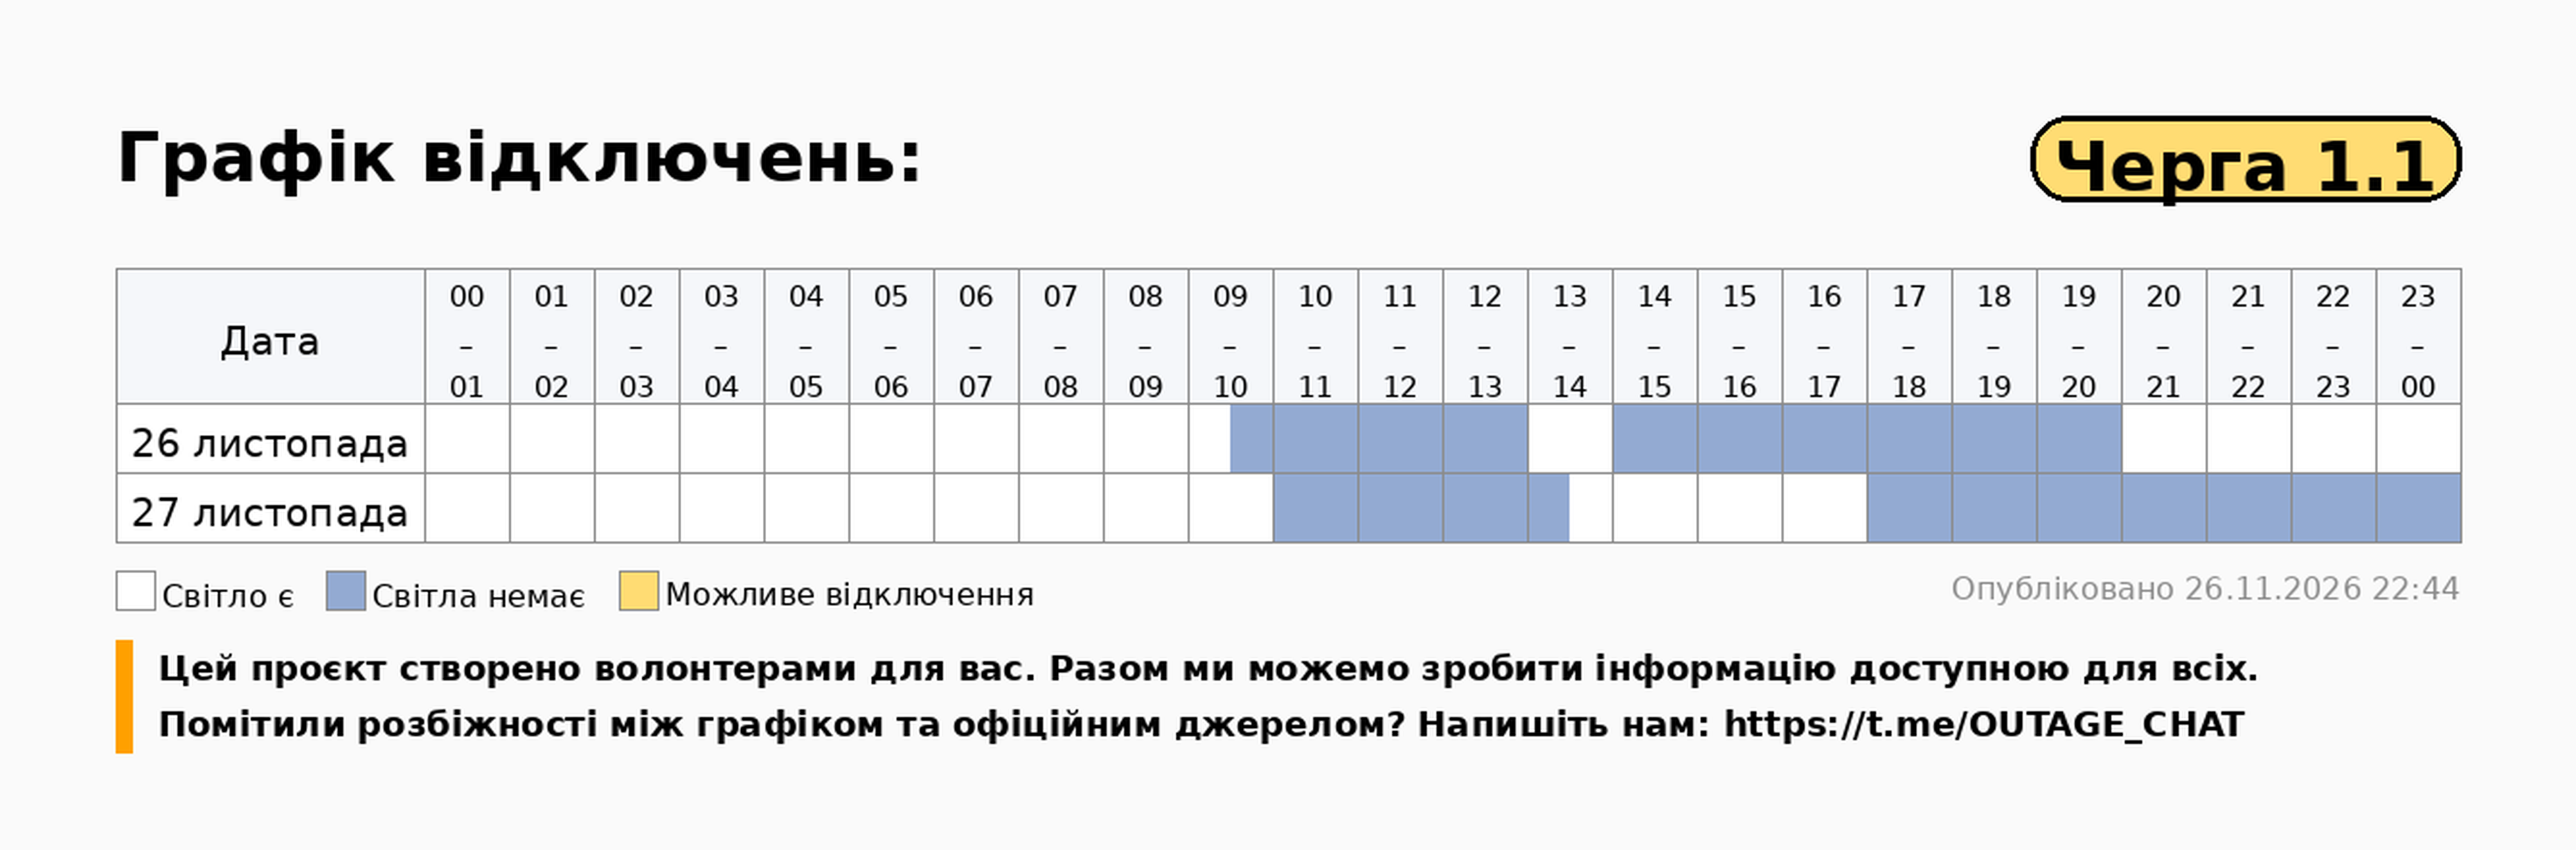 Графік відключень:
Черга 1.1
Дата 00 – 01 01 – 02 02 – 03 03 – 04 04 – 05 05 – 06 06 – 07 07 – 08 08 – 09 09 – 10 10 – 11 11 – 12 12 – 13 13 – 14 14 – 15 15 – 16 16 – 17 17 – 18 18 – 19 19 – 20 20 – 21 21 – 22 22 – 23 23 – 00
26 листопада
27 листопада
Світло є Світла немає Можливе відключення
Опубліковано 26.11.2026 22:44
Цей проєкт створено волонтерами для вас. Разом ми можемо зробити інформацію доступною для всіх.
Помітили розбіжності між графіком та офіційним джерелом? Напишіть нам: https://t.me/OUTAGE_CHAT